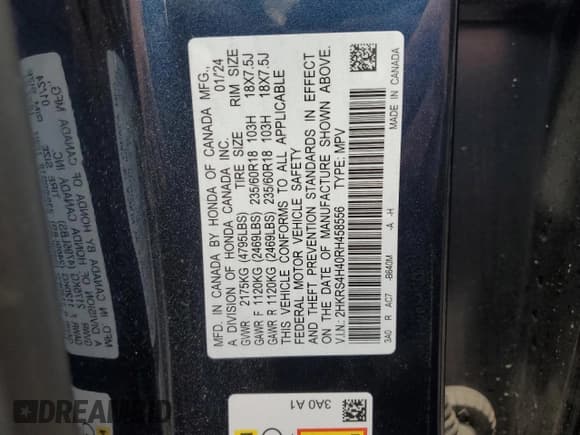 MFD. IN CANADA BY HONDA OF CANADA MFG.,
A DIVISION OF HONDA CANADA INC. 01/24
TIRE SIZE RIM SIZE
GVWR 2175KG (4795LBS)
GAWR F 1120KG (2469LBS) 235/60R18 103H 18X7.5J
GAWR R 1120KG (2469LBS) 235/60R18 103H 18X7.5J
THIS VEHICLE CONFORMS TO ALL APPLICABLE
FEDERAL MOTOR VEHICLE SAFETY
AND THEFT PREVENTION STANDARDS IN EFFECT
ON THE DATE OF MANUFACTURE SHOWN ABOVE.
V.I.N: 2HKRS4H40RH458556 TYPE: MPV
3A0 R AC7 -B640M -A -H
MADE IN CANADA
3A0 A1
DREAMBID